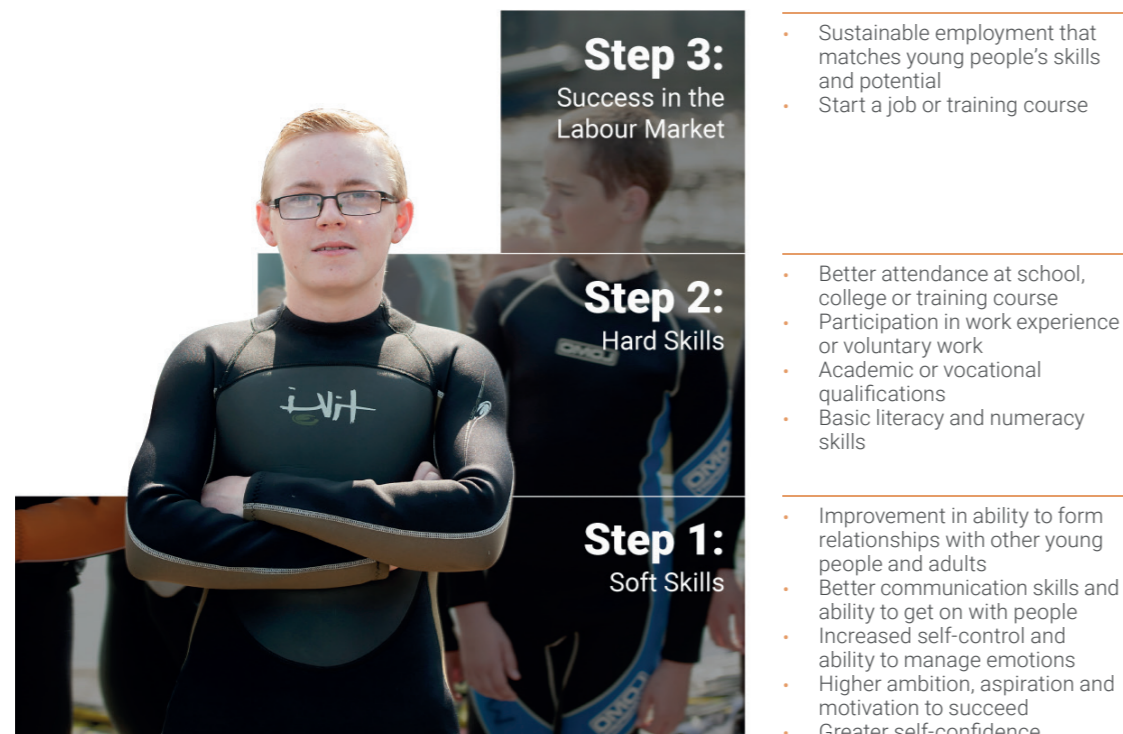 Step 3:
Success in the
Labour Market
• Sustainable employment that
matches young people's skills
and potential
• Start a job or training course
Step 2:
Hard Skills
• Better attendance at school,
college or training course
• Participation in work experience
or voluntary work
• Academic or vocational
qualifications
• Basic literacy and numeracy
skills
Step 1:
Soft Skills
• Improvement in ability to form
relationships with other young
people and adults
• Better communication skills and
ability to get on with people
• Increased self-control and
ability to manage emotions
• Higher ambition, aspiration and
motivation to succeed
• Greater self-confidence